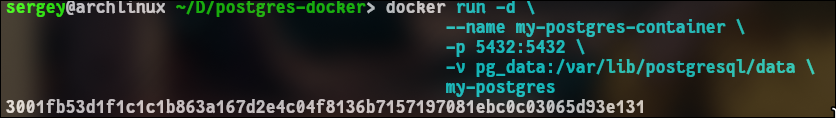 sergey@archlinux ~/D/postgres-docker> docker run -d \
--name my-postgres-container \
-p 5432:5432 \
-v pg_data:/var/lib/postgresql/data \
my-postgres
3001fb53d1f1c1c1b863a167d2e4c04f8136b7157197081ebc0c03065d93e131